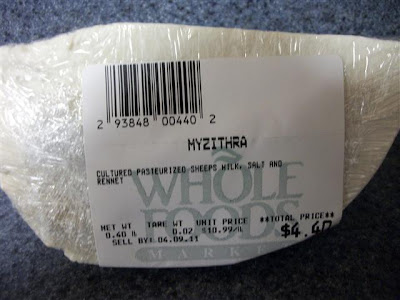 2 93848 00440 2
MYZITHRA
CULTURED PASTEURIZED SHEEPS MILK, SALT AND
RENNET
WHOLE
FOODS
MARKET
NET WT TARE WT UNIT PRICE **TOTAL PRICE**
0.40 lb 0.02 $10.99/lb $4.40
SELL BY: 04.09.11